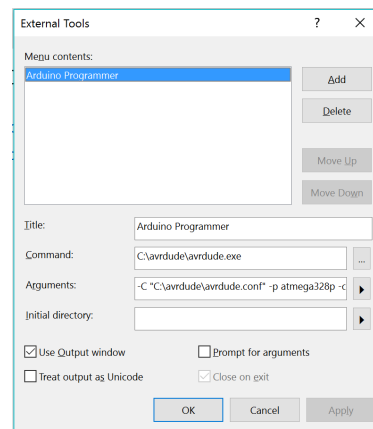 External Tools ? ×
Menu contents:
Arduino Programmer
Add
Delete
Move Up
Move Down
Title: Arduino Programmer
Command: C:\avrdude\avrdude.exe ...
Arguments: -C "C:\avrdude\avrdude.conf" -p atmega328p -c
Initial directory:
Use Output window Prompt for arguments
Treat output as Unicode Close on exit
OK Cancel Apply